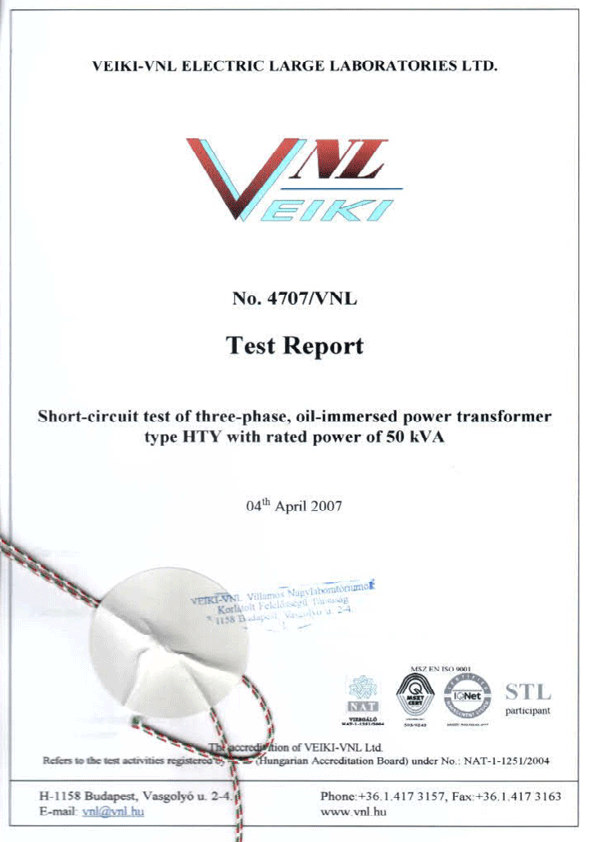 VEIKI-VNL ELECTRIC LARGE LABORATORIES LTD.
VNL
VEIKI
No. 4707/VNL
Test Report
Short-circuit test of three-phase, oil-immersed power transformer
type HTY with rated power of 50 kVA
04th April 2007
VEIKI-VNL Villamos Nagylaboratóriumok
Korlátolt Felelősségű Társaság
1158 Budapest, Vasgolyó u. 2-4.
MSZ EN ISO 9001
NAT
VIZSGÁLÓ
NAT-1-1251/2004
MSZT
CERT
IQNet
STL
participant
The accreditation of VEIKI-VNL Ltd.
Refers to the test activities registered by (Hungarian Accreditation Board) under No.: NAT-1-1251/2004
H-1158 Budapest, Vasgolyó u. 2-4.
Phone:+36.1.417 3157, Fax:+36.1.417 3163
E-mail: vnl@vnl.hu
www.vnl.hu